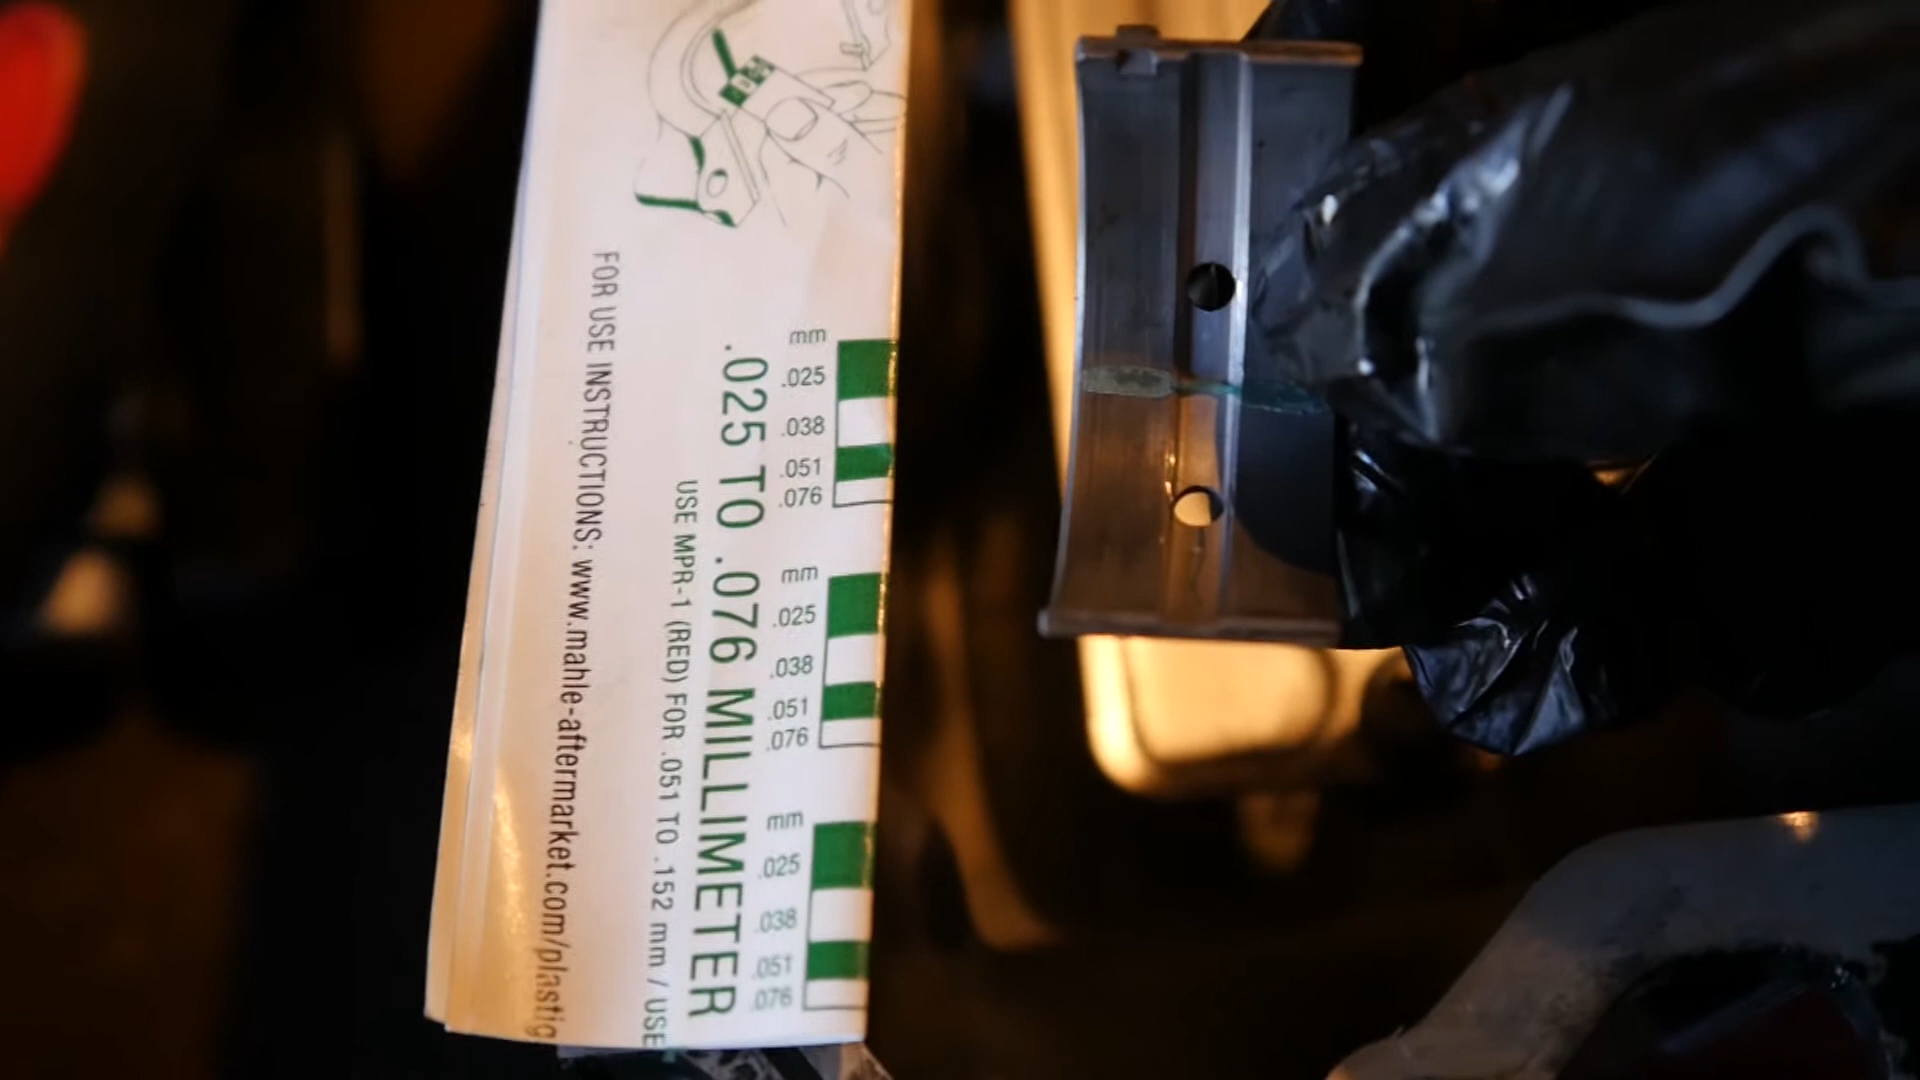 FOR USE INSTRUCTIONS: www.mahle-aftermarket.com/plastig
USE MPR-1 (RED) FOR .051 TO .152 mm / USE
.025 TO .076 MILLIMETER
mm
.025
.038
.051
.076
mm
.025
.038
.051
.076
mm
.025
.038
.051
.076